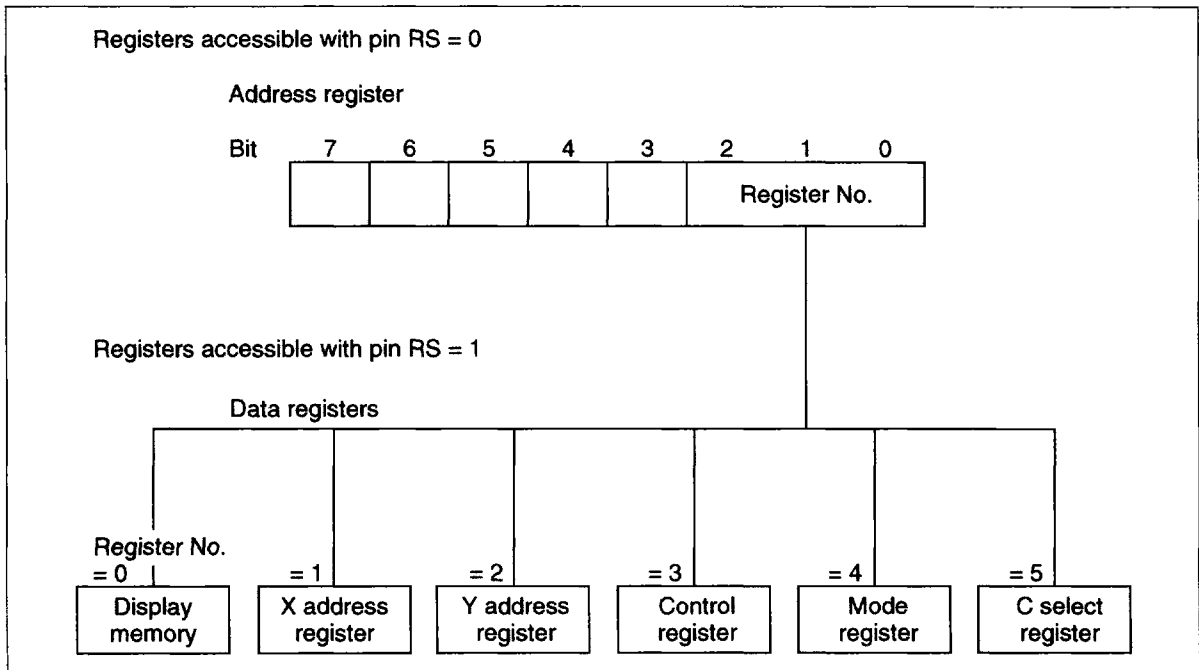 Registers accessible with pin RS = 0
Address register
Bit 7 6 5 4 3 2 1 0
Register No.
Registers accessible with pin RS = 1
Data registers
Register No.
= 0 = 1 = 2 = 3 = 4 = 5
Display memory
X address register
Y address register
Control register
Mode register
C select register